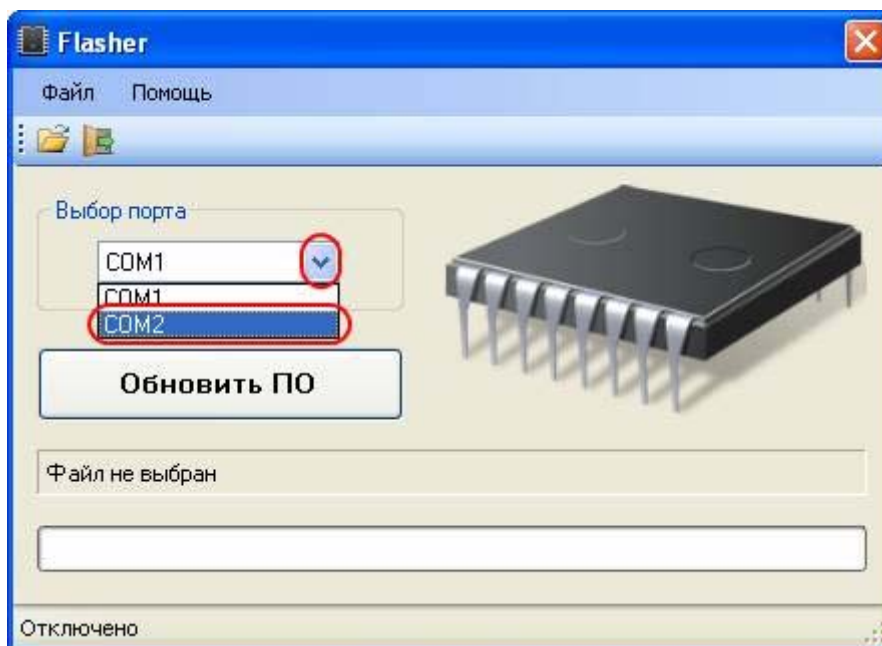 Flasher
Файл Помощь
Выбор порта
COM1
COM1
COM2
Обновить ПО
Файл не выбран
Отключено